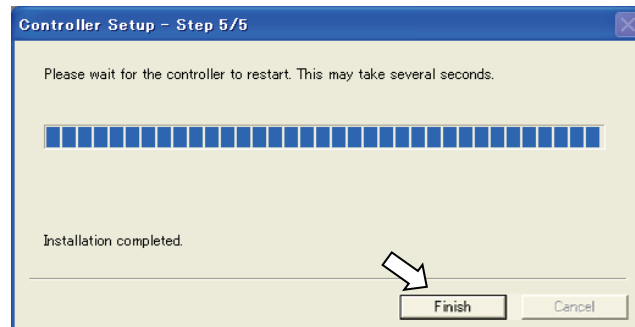 Controller Setup - Step 5/5
Please wait for the controller to restart. This may take several seconds.
Installation completed.
Finish
Cancel